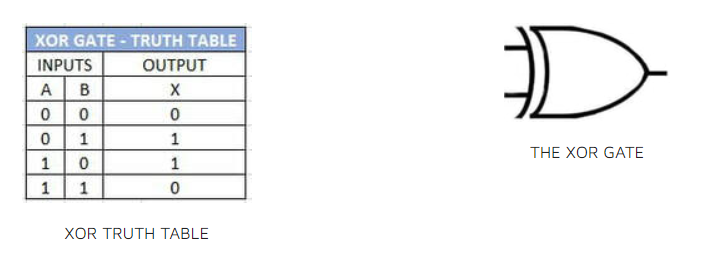 XOR GATE - TRUTH TABLE
INPUTS OUTPUT
A B X
0 0 0
0 1 1
1 0 1
1 1 0
XOR TRUTH TABLE
THE XOR GATE